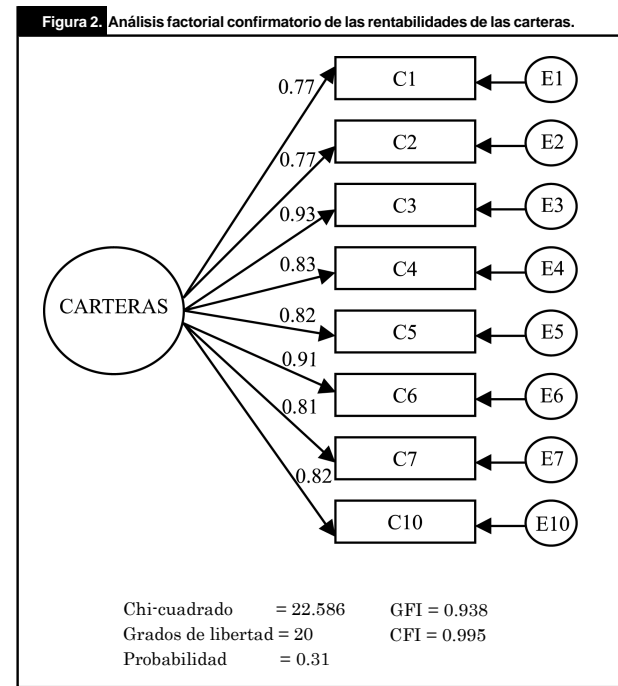 Figura 2. Análisis factorial confirmatorio de las rentabilidades de las carteras.
0.77 C1 E1
0.77 C2 E2
0.93 C3 E3
0.83 C4 E4
CARTERAS
0.82 C5 E5
0.91 C6 E6
0.81 C7 E7
0.82 C10 E10
Chi-cuadrado = 22.586 GFI = 0.938
Grados de libertad = 20 CFI = 0.995
Probabilidad = 0.31